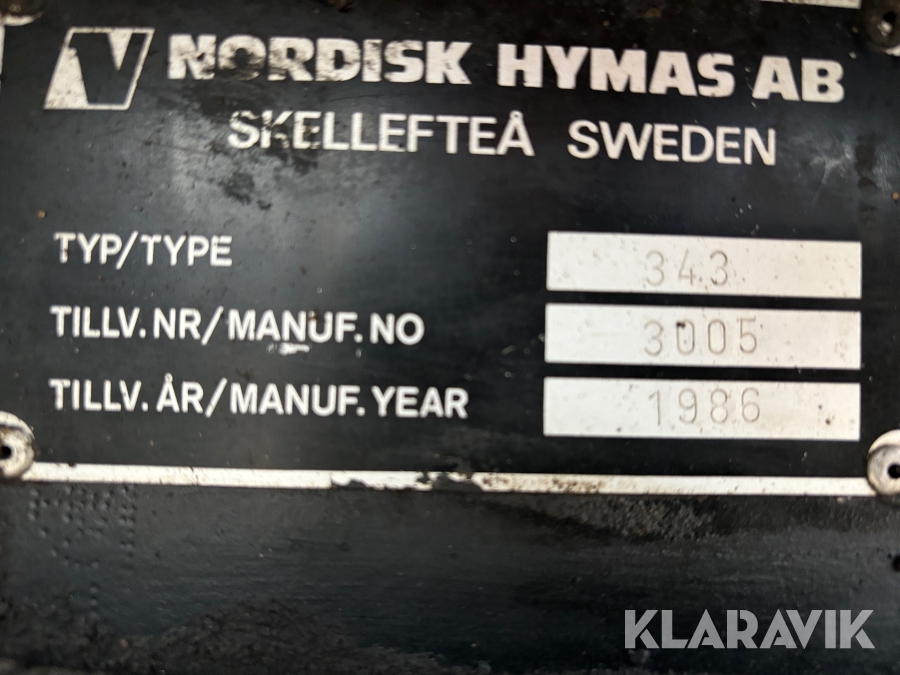 NORDISK HYMAS AB
SKELLEFTEÅ SWEDEN
TYP/TYPE 343
TILLV.NR/MANUF.NO 3005
TILLV.ÅR/MANUF.YEAR 1986
KLARAVIK